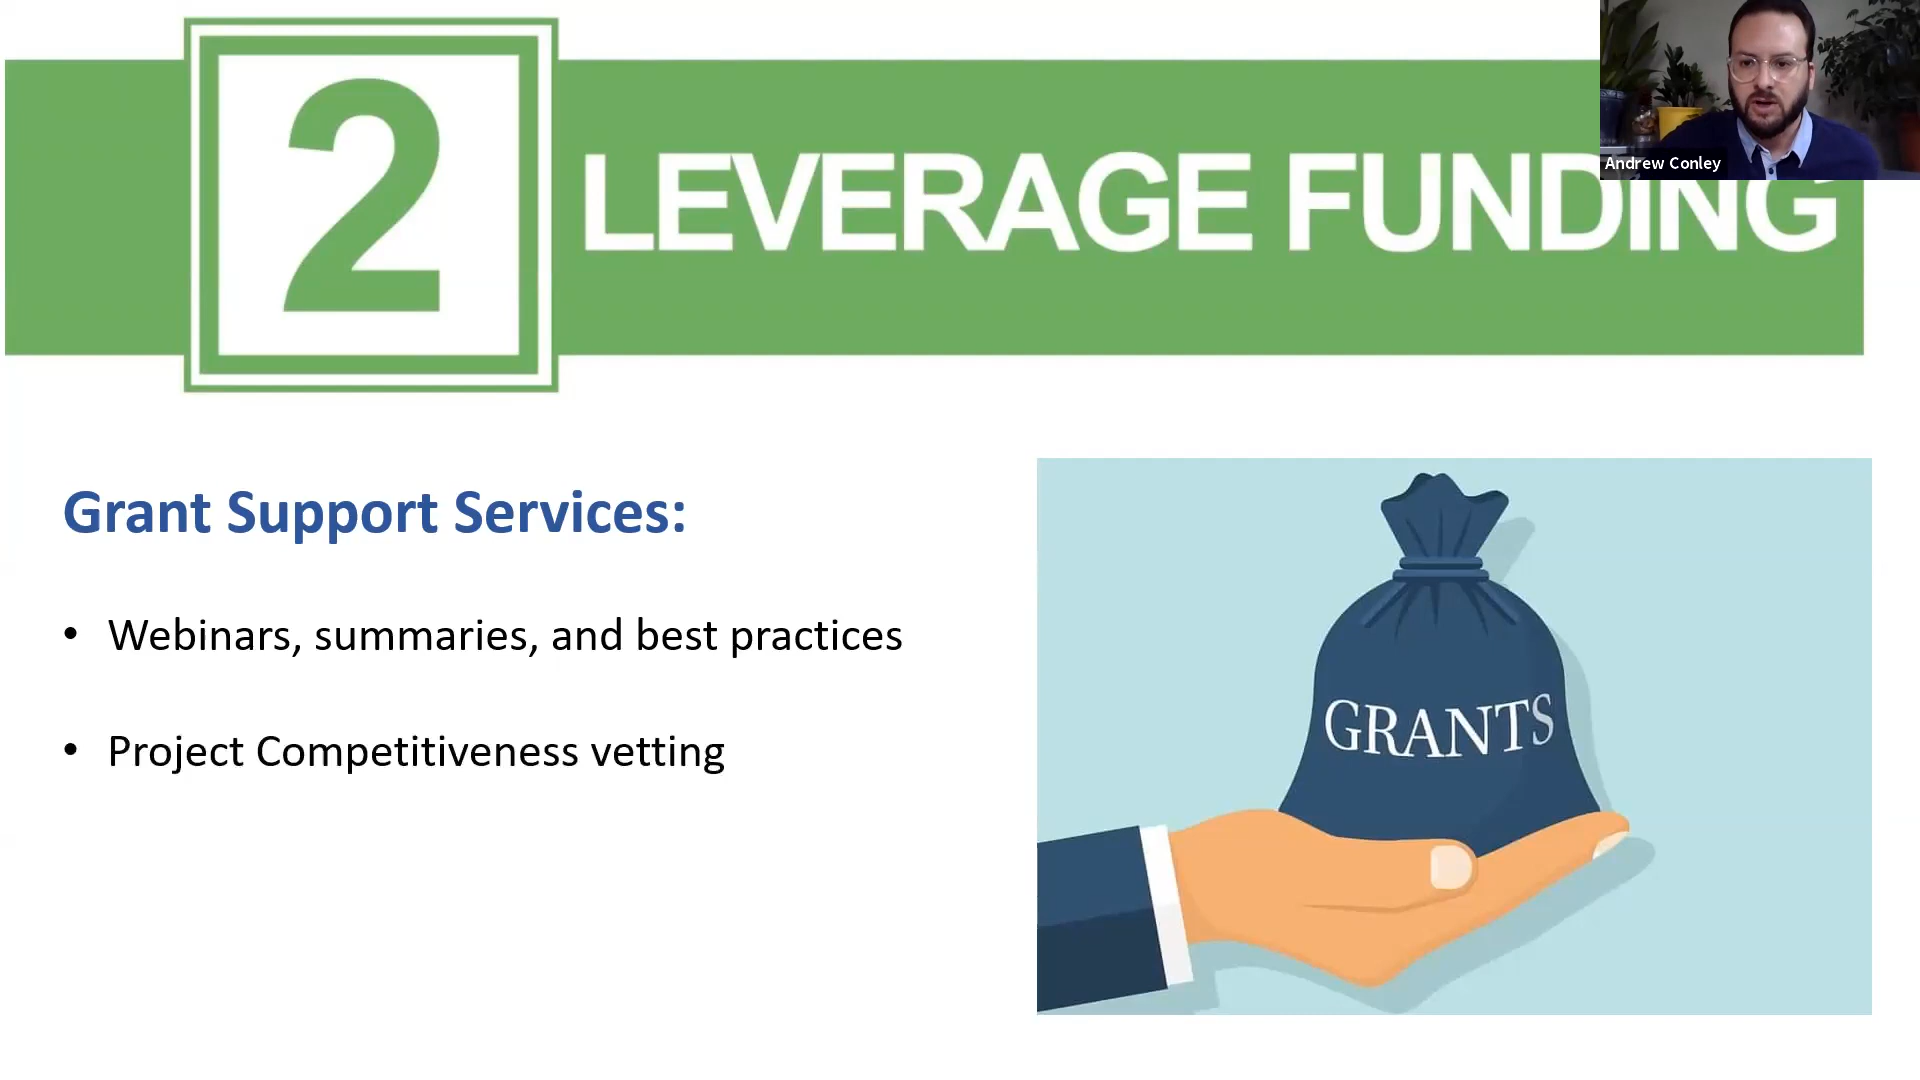 2
LEVERAGE FUNDING
Andrew Conley
Grant Support Services:
• Webinars, summaries, and best practices
• Project Competitiveness vetting
GRANTS